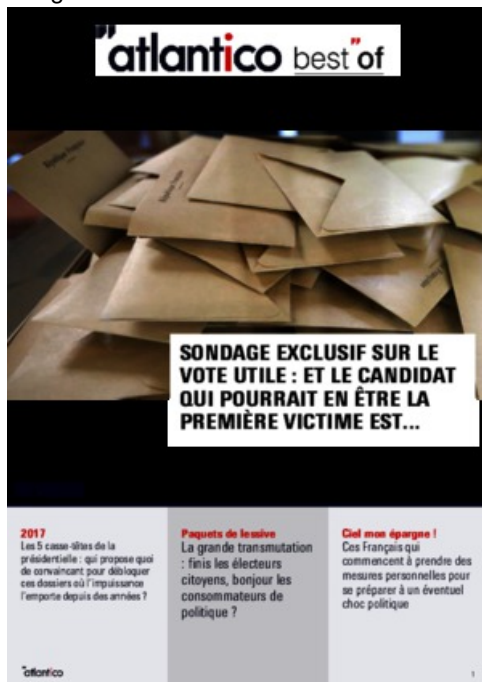 "atlantico best"of
SONDAGE EXCLUSIF SUR LE
VOTE UTILE : ET LE CANDIDAT
QUI POURRAIT EN ÊTRE LA
PREMIÈRE VICTIME EST...
2017
Les 5 casse-têtes de la
présidentielle : qui propose quoi
de convaincant pour débloquer
ces dossiers où l'impuissance
l'emporte depuis des années ?
Paquets de lessive
La grande transmutation
: finis les électeurs
citoyens, bonjour les
consommateurs de
politique ?
Ciel mon épargne !
Ces Français qui
commencent à prendre des
mesures personnelles pour
se préparer à un éventuel
choc politique
"atlantico
1